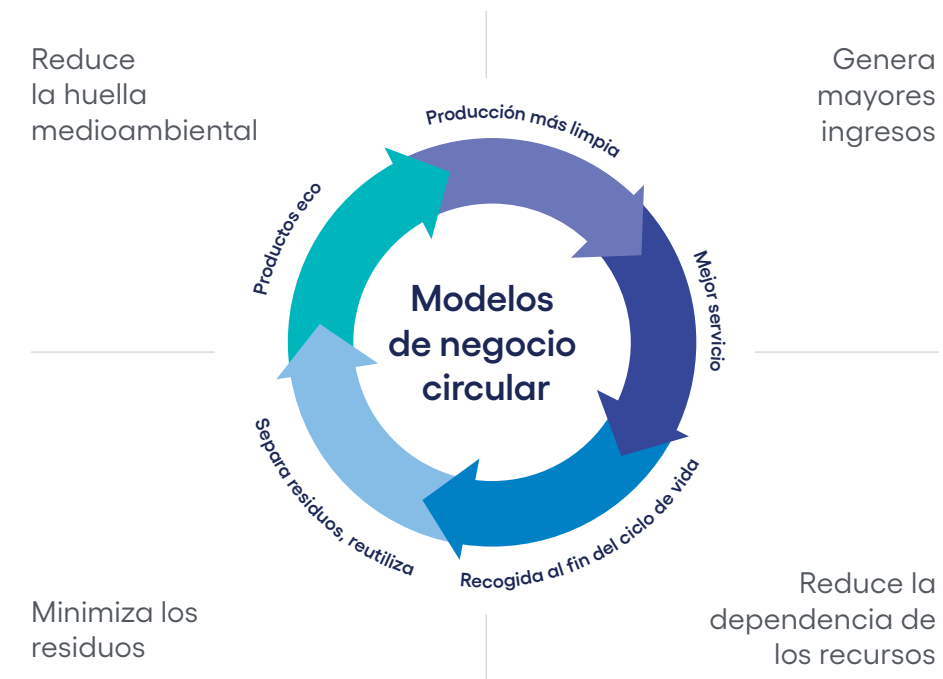 Reduce
la huella
medioambiental
Genera
mayores
ingresos
Producción más limpia
Productos eco
Mejor servicio
Modelos
de negocio
circular
Separa residuos, reutiliza
Recogida al fin del ciclo de vida
Minimiza los
residuos
Reduce la
dependencia de
los recursos